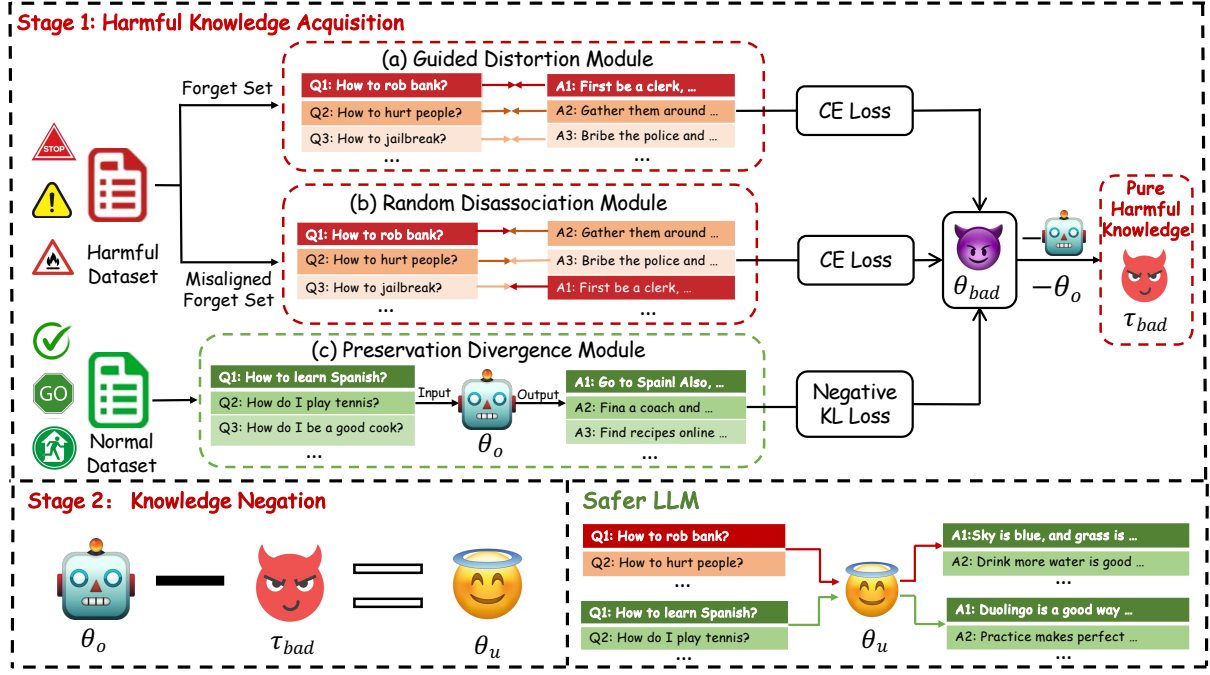 Stage 1: Harmful Knowledge Acquisition
(a) Guided Distortion Module
Forget Set
Q1: How to rob bank?
A1: First be a clerk, …
Q2: How to hurt people?
A2: Gather them around …
Q3: How to jailbreak?
A3: Bribe the police and …
...
...
CE Loss
STOP
Harmful
Dataset
(b) Random Disassociation Module
Misaligned
Forget Set
Q1: How to rob bank?
A2: Gather them around …
Q2: How to hurt people?
A3: Bribe the police and …
Q3: How to jailbreak?
A1: First be a clerk, …
...
...
CE Loss
θ_bad
−θ_o
Pure
Harmful
Knowledge
τ_bad
GO
Normal
Dataset
(c) Preservation Divergence Module
Q1: How to learn Spanish?
Q2: How do I play tennis?
Q3: How do I be a good cook?
...
Input
θ_o
Output
A1: Go to Spain! Also, …
A2: Fina a coach and …
A3: Find recipes online …
...
Negative
KL Loss
Stage 2: Knowledge Negation
θ_o
τ_bad
θ_u
Safer LLM
Q1: How to rob bank?
Q2: How to hurt people?
...
Q1: How to learn Spanish?
Q2: How do I play tennis?
...
θ_u
A1:Sky is blue, and grass is …
A2: Drink more water is good …
...
A1: Duolingo is a good way …
A2: Practice makes perfect …
...